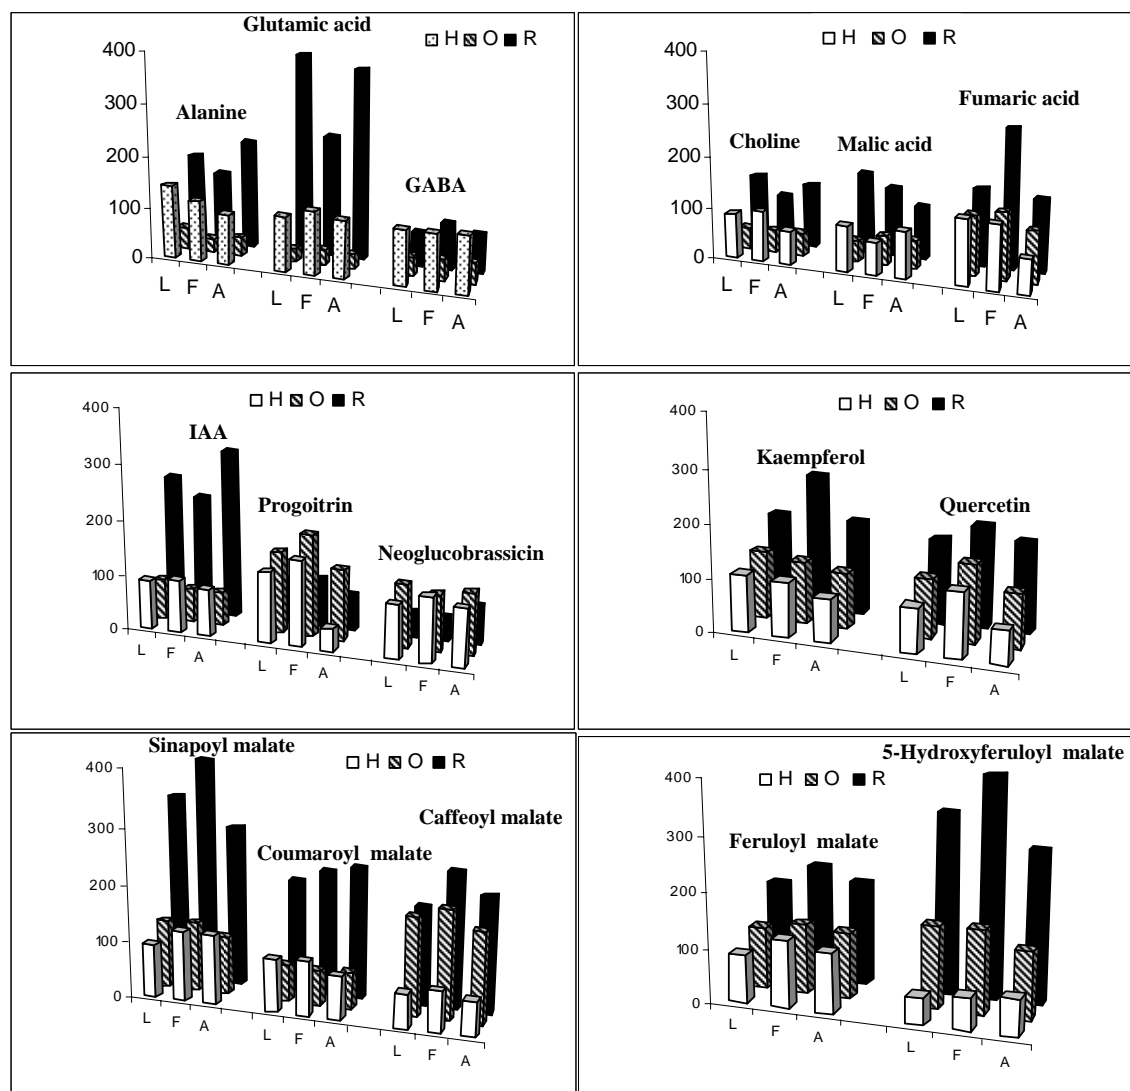 Glutamic acid
H O R
400
300
200
100
0
Alanine
GABA
L F A L F A L F A
H O R
400
300
200
100
0
Fumaric acid
Choline
Malic acid
L F A L F A L F A
H O R
400
300
200
100
0
IAA
Progoitrin
Neoglucobrassicin
L F A L F A L F A
H O R
400
300
200
100
0
Kaempferol
Quercetin
L F A L F A
Sinapoyl malate
H O R
400
300
200
100
0
Caffeoyl malate
Coumaroyl malate
L F A L F A L F A
5-Hydroxyferuloyl malate
H O R
400
300
200
100
0
Feruloyl malate
L F A L F A